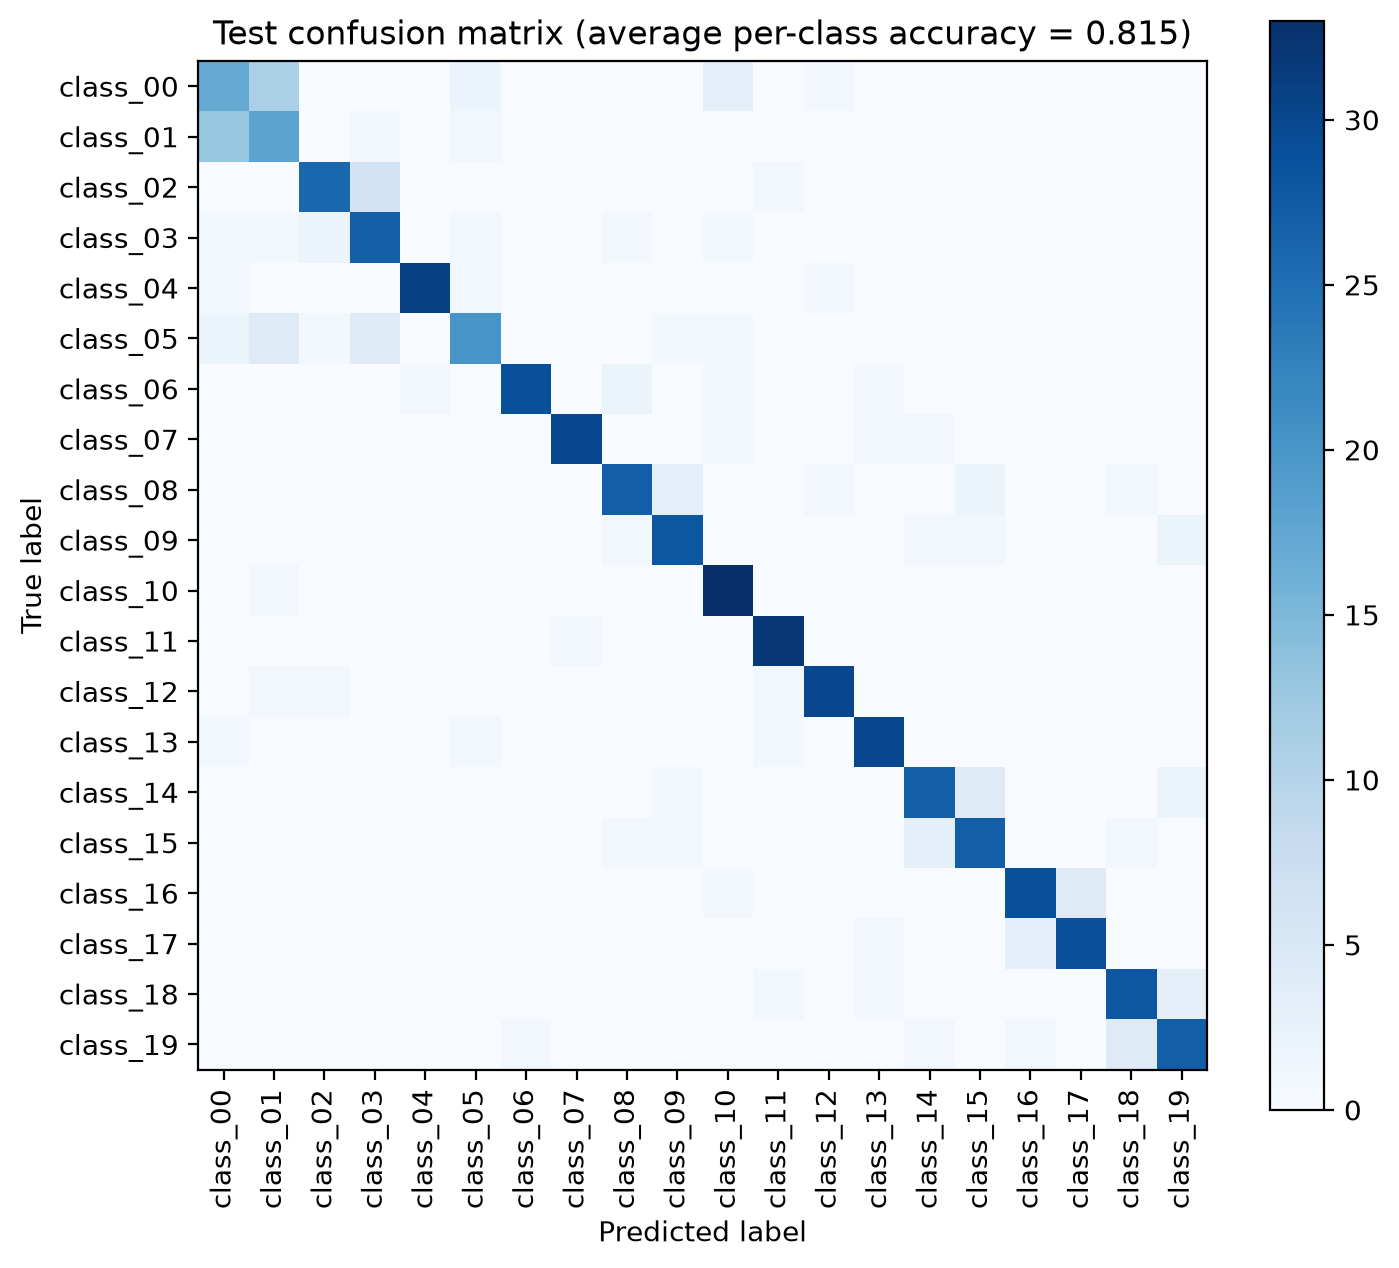 Test confusion matrix (average per-class accuracy = 0.815)
class_00
class_01
class_02
class_03
class_04
class_05
class_06
class_07
class_08
class_09
class_10
class_11
class_12
class_13
class_14
class_15
class_16
class_17
class_18
class_19
True label
class_00
class_01
class_02
class_03
class_04
class_05
class_06
class_07
class_08
class_09
class_10
class_11
class_12
class_13
class_14
class_15
class_16
class_17
class_18
class_19
Predicted label
30
25
20
15
10
5
0